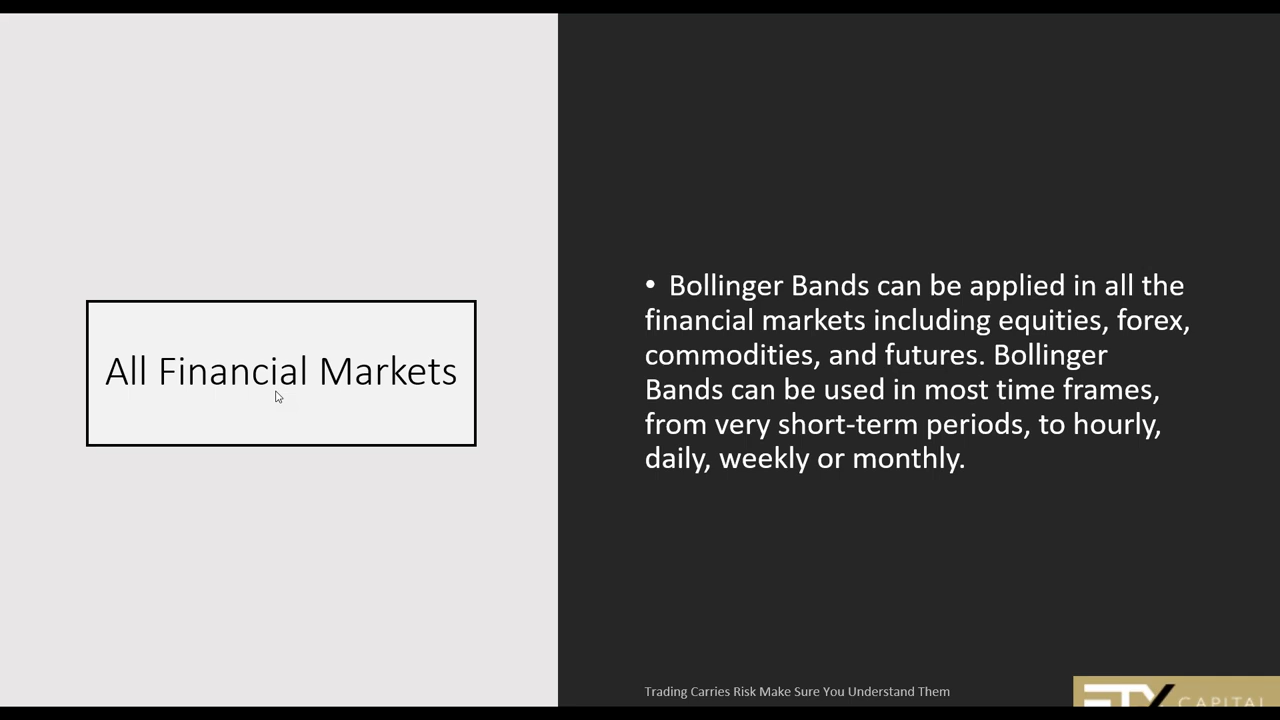 All Financial Markets
• Bollinger Bands can be applied in all the
financial markets including equities, forex,
commodities, and futures. Bollinger
Bands can be used in most time frames,
from very short-term periods, to hourly,
daily, weekly or monthly.
Trading Carries Risk Make Sure You Understand Them
ETX CAPITAL